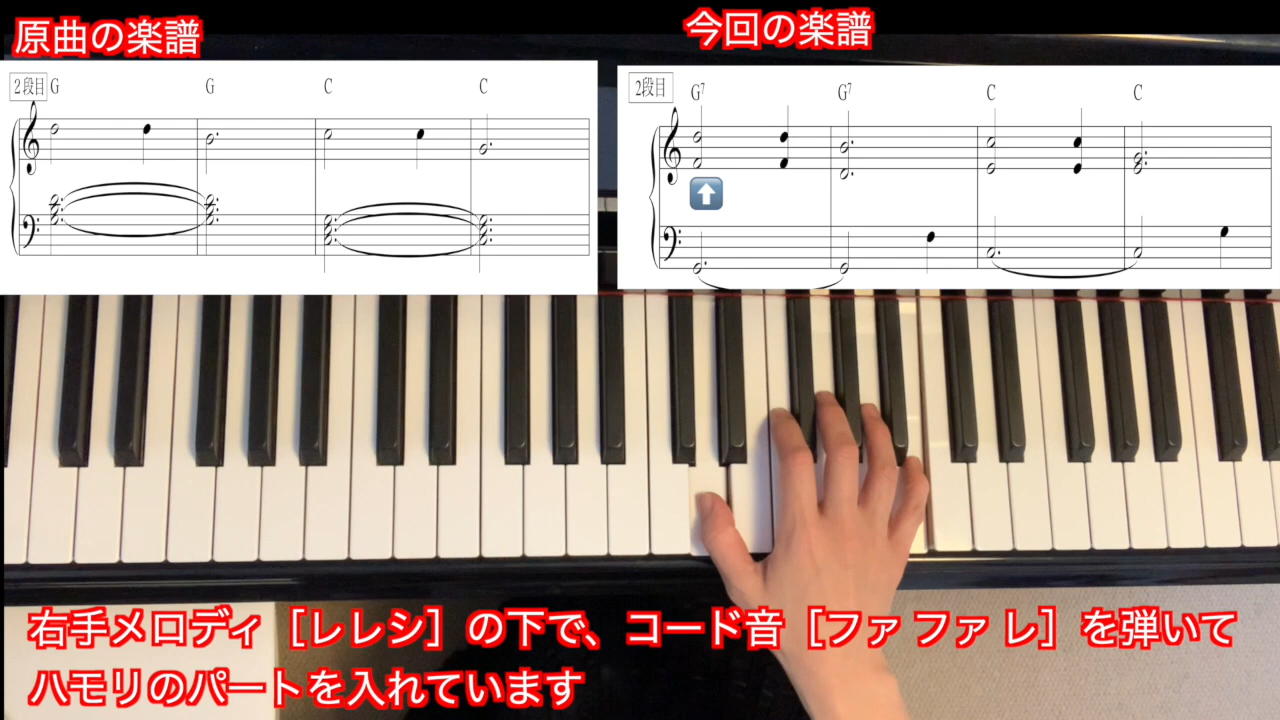 原曲の楽譜
今回の楽譜
2段目 G G C C
2段目 G7 G7 C C
右手メロディ［レレシ］の下で、コード音［ファ ファ レ］を弾いて
ハモリのパートを入れています